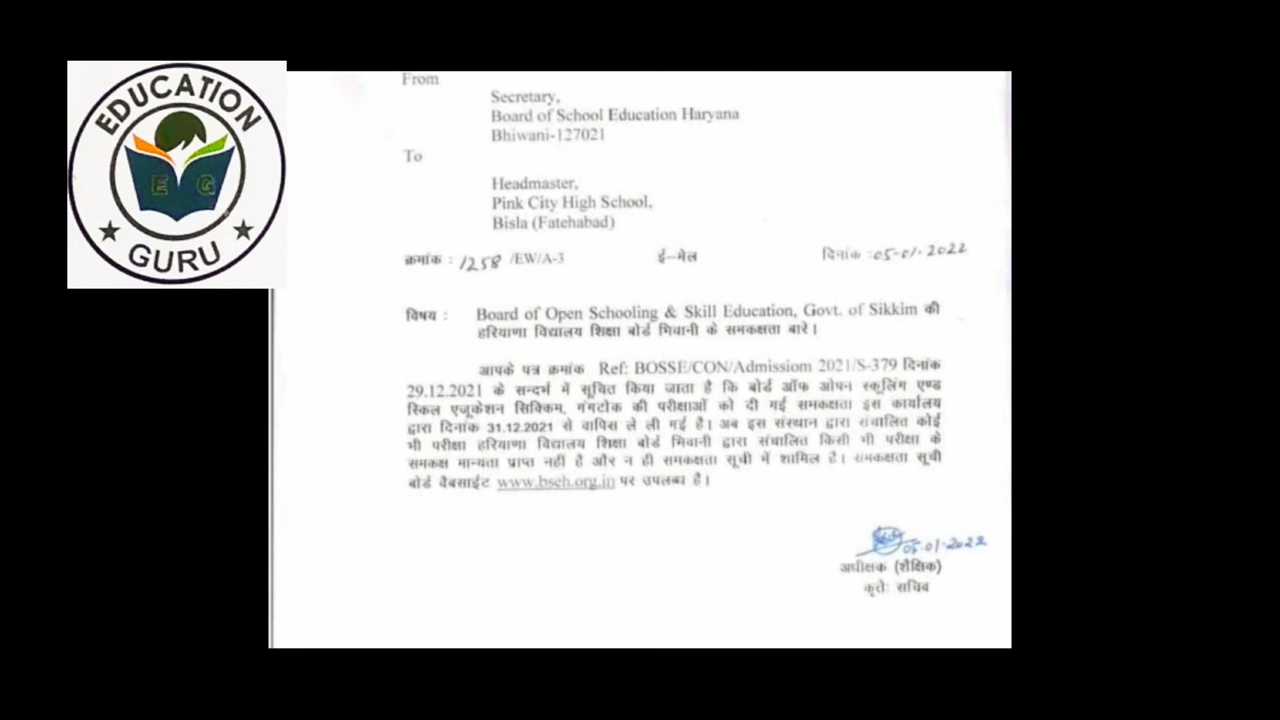 EDUCATION
E G
GURU
From
Secretary,
Board of School Education Haryana
Bhiwani-127021
To
Headmaster,
Pink City High School,
Bisla (Fatehabad)
क्रमांक : 1258 /EW/A-3 ई–मेल दिनांक :05-01-2022
विषय : Board of Open Schooling & Skill Education, Govt. of Sikkim की
हरियाणा विद्यालय शिक्षा बोर्ड भिवानी के समकक्षता बारे।
आपके पत्र क्रमांक Ref: BOSSE/CON/Admissiom 2021/S-379 दिनांक
29.12.2021 के सन्दर्भ में सूचित किया जाता है कि बोर्ड ऑफ ओपन स्कूलिंग एण्ड
स्किल एजूकेशन सिक्किम, गंगटोक की परीक्षाओं को दी गई समकक्षता इस कार्यालय
द्वारा दिनांक 31.12.2021 से वापिस ले ली गई है। अब इस संस्थान द्वारा संचालित कोई
भी परीक्षा हरियाणा विद्यालय शिक्षा बोर्ड भिवानी द्वारा संचालित किसी भी परीक्षा के
समकक्ष मान्यता प्राप्त नहीं है और न ही समकक्षता सूची में शामिल है। समकक्षता सूची
बोर्ड वैबसाईट www.bseh.org.in पर उपलब्ध है।
05.01.2022
अधीक्षक (शैक्षिक)
कृतेः सचिव